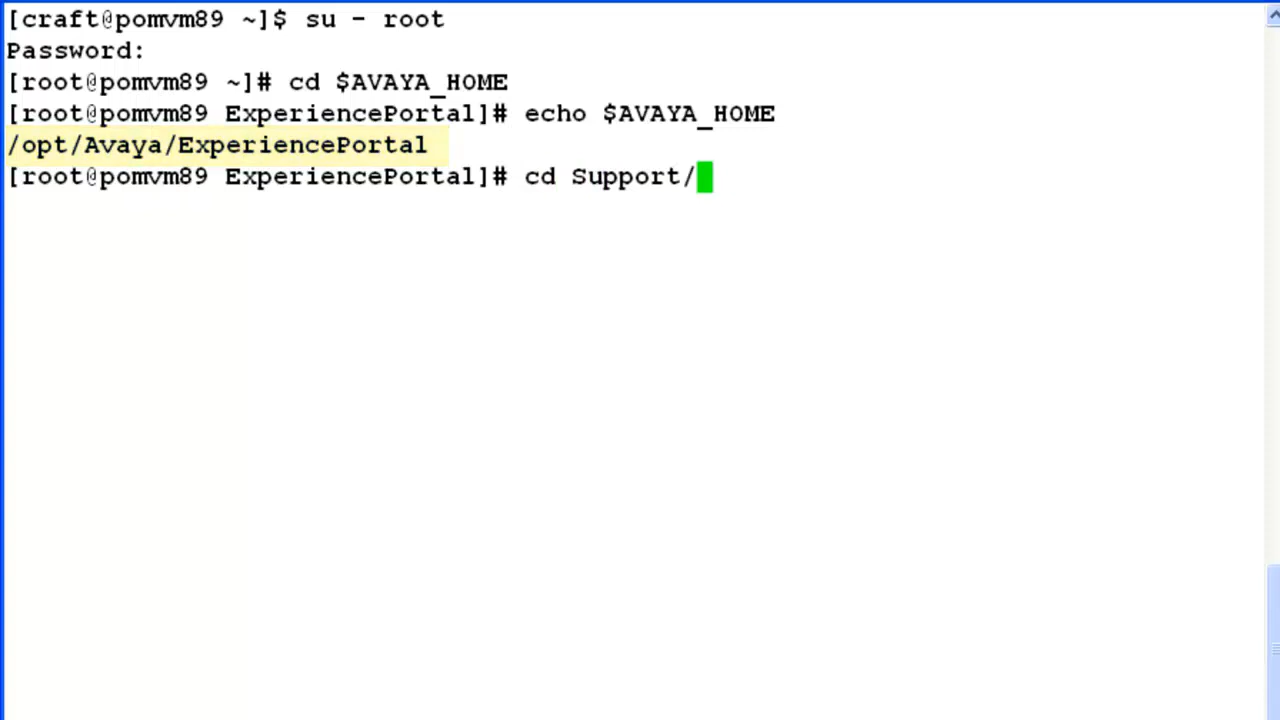 [craft@pomvm89 ~]$ su - root
Password:
[root@pomvm89 ~]# cd $AVAYA_HOME
[root@pomvm89 ExperiencePortal]# echo $AVAYA_HOME
/opt/Avaya/ExperiencePortal
[root@pomvm89 ExperiencePortal]# cd Support/